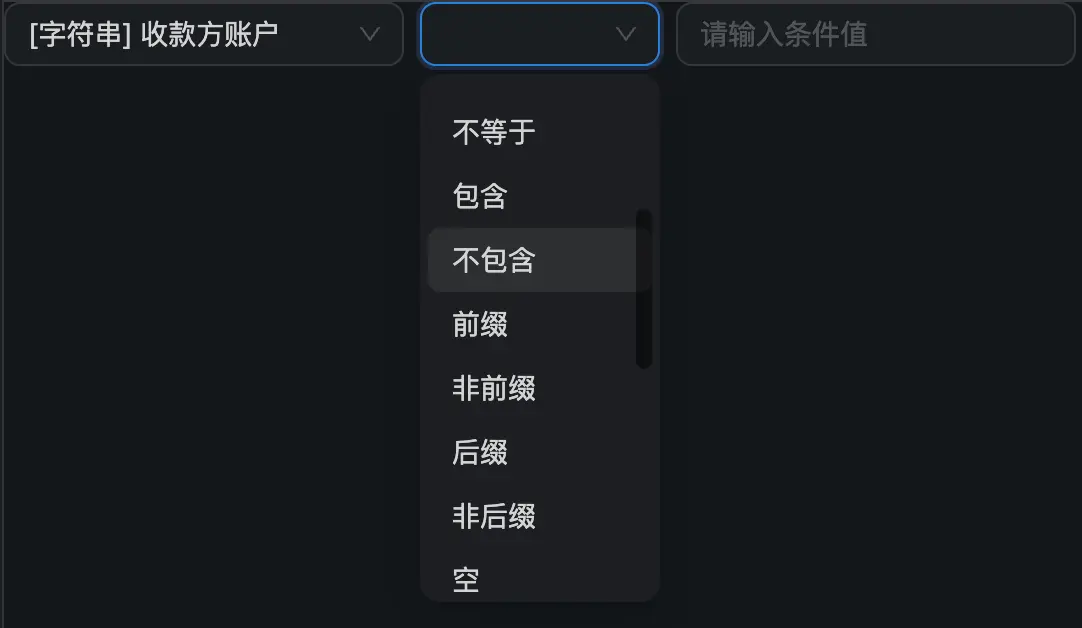 [字符串] 收款方账户
请输入条件值
不等于
包含
不包含
前缀
非前缀
后缀
非后缀
空